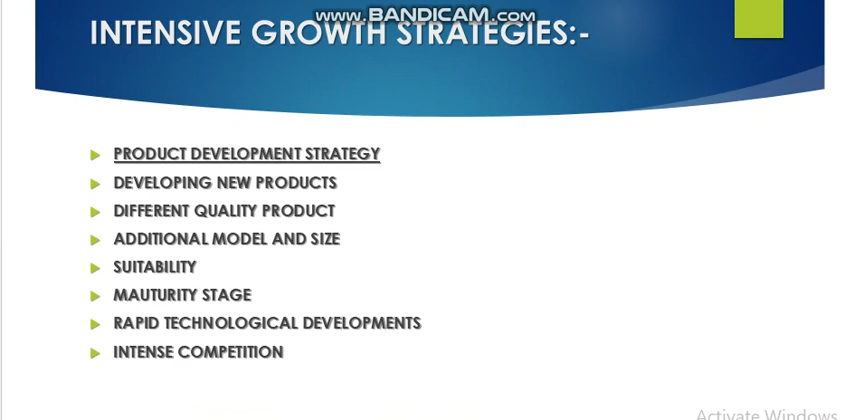 www.BANDICAM.com
INTENSIVE GROWTH STRATEGIES:-
PRODUCT DEVELOPMENT STRATEGY
DEVELOPING NEW PRODUCTS
DIFFERENT QUALITY PRODUCT
ADDITIONAL MODEL AND SIZE
SUITABILITY
MAUTURITY STAGE
RAPID TECHNOLOGICAL DEVELOPMENTS
INTENSE COMPETITION
Activate Windows